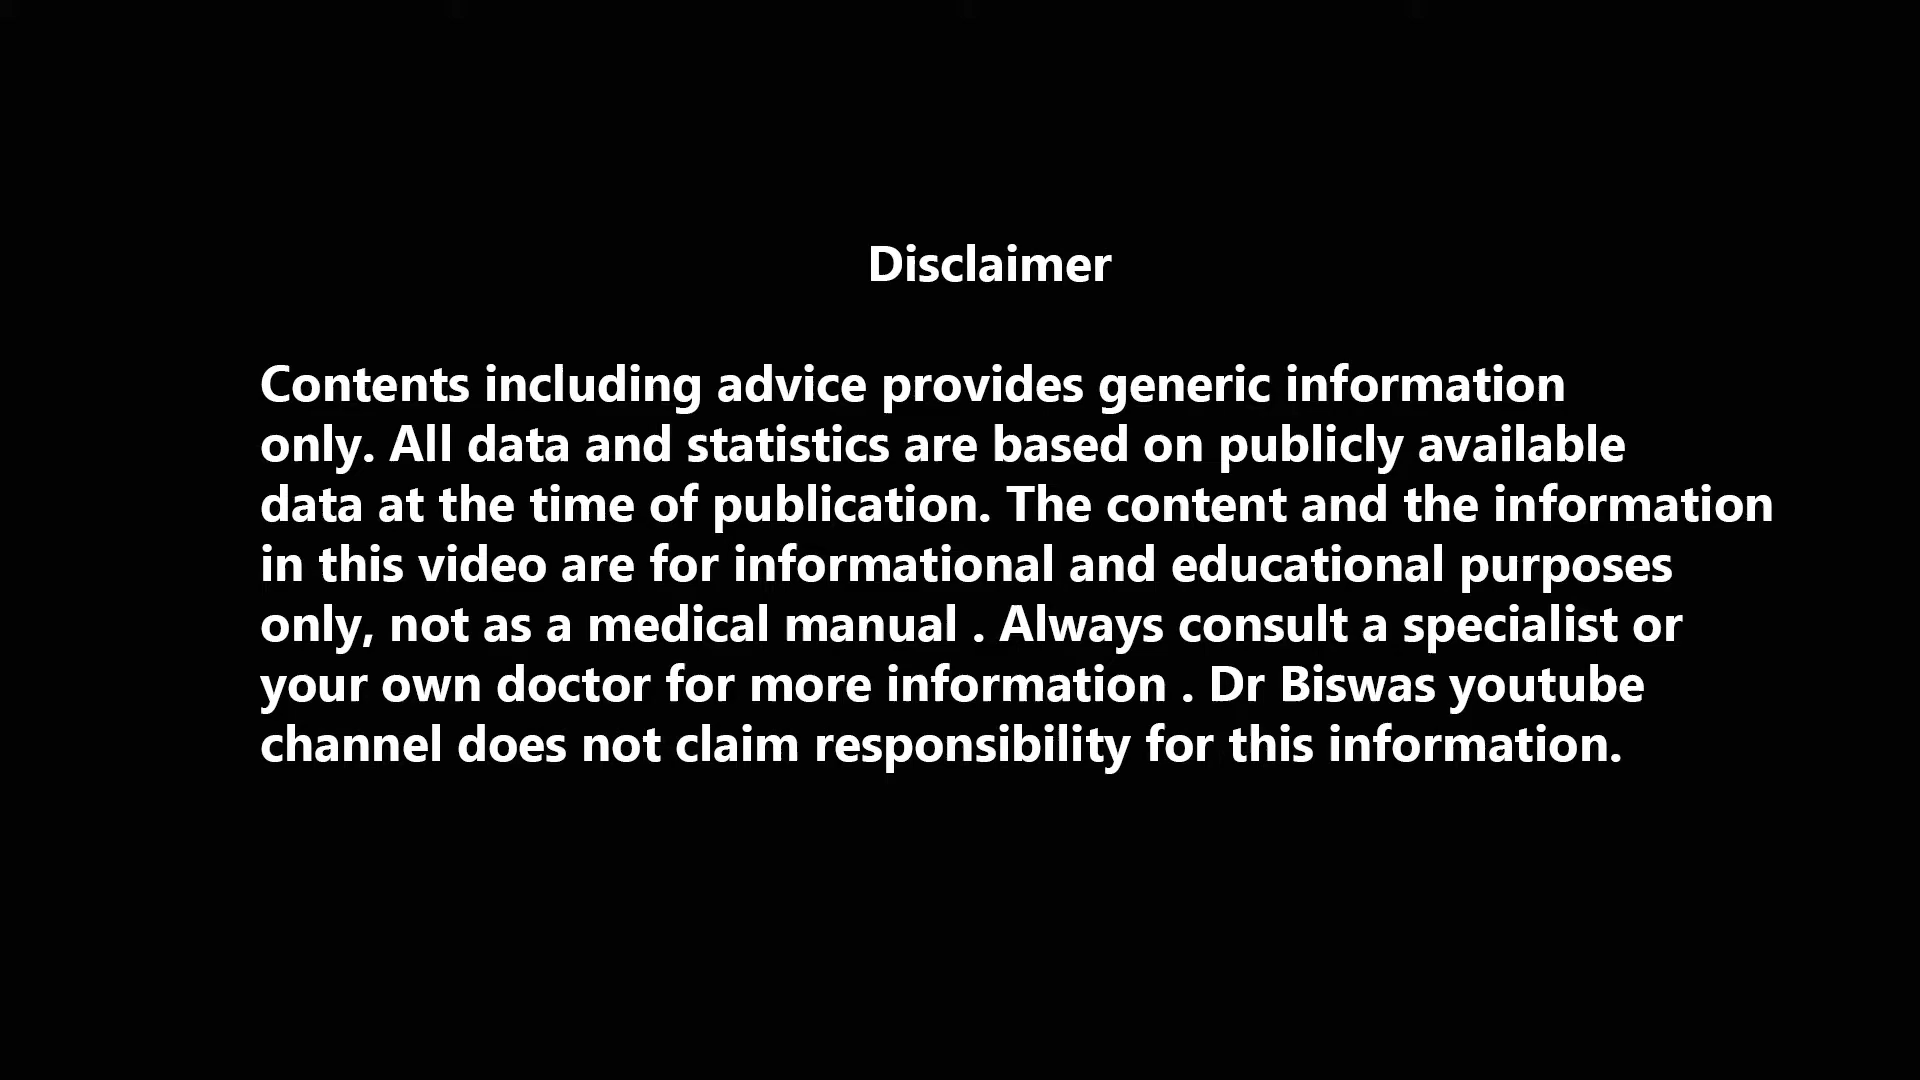 Disclaimer
Contents including advice provides generic information
only. All data and statistics are based on publicly available
data at the time of publication. The content and the information
in this video are for informational and educational purposes
only, not as a medical manual . Always consult a specialist or
your own doctor for more information . Dr Biswas youtube
channel does not claim responsibility for this information.